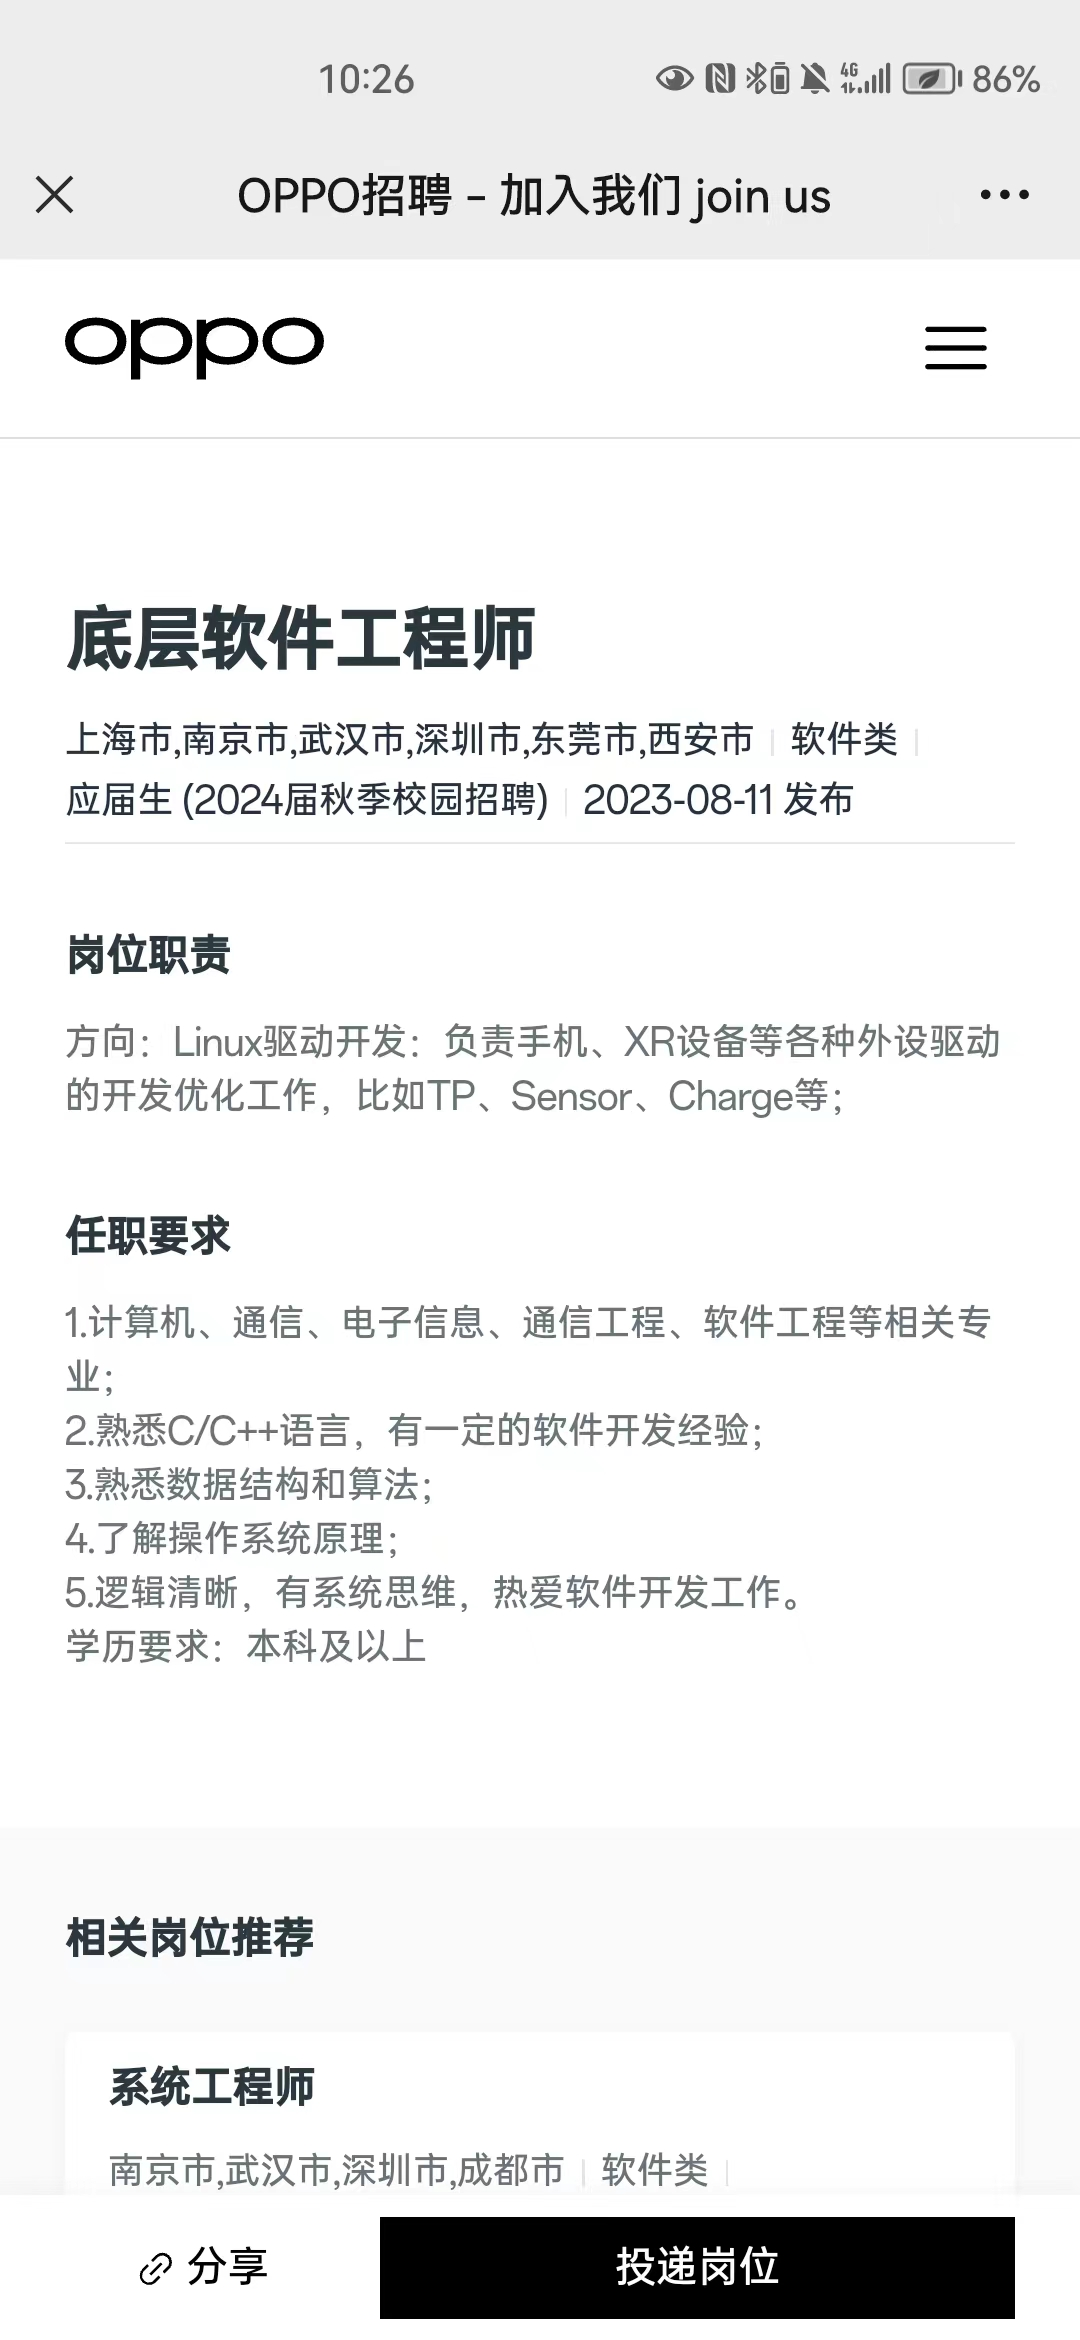 10:26
4G
86%
OPPO招聘 - 加入我们 join us
oppo
底层软件工程师
上海市,南京市,武汉市,深圳市,东莞市,西安市 | 软件类 |
应届生 (2024届秋季校园招聘) | 2023-08-11 发布
岗位职责
方向：Linux驱动开发：负责手机、XR设备等各种外设驱动
的开发优化工作，比如TP、Sensor、Charge等；
任职要求
1.计算机、通信、电子信息、通信工程、软件工程等相关专
业；
2.熟悉C/C++语言，有一定的软件开发经验；
3.熟悉数据结构和算法；
4.了解操作系统原理；
5.逻辑清晰，有系统思维，热爱软件开发工作。
学历要求：本科及以上
相关岗位推荐
系统工程师
南京市,武汉市,深圳市,成都市 | 软件类 |
分享
投递岗位